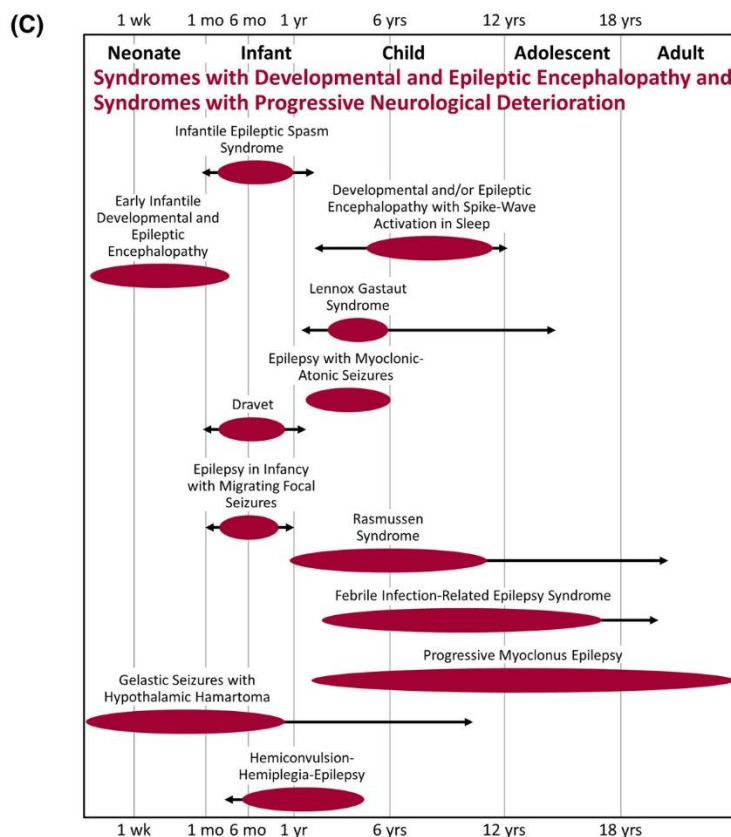 (C)
1 wk 1 mo 6 mo 1 yr 6 yrs 12 yrs 18 yrs
Neonate Infant Child Adolescent Adult
Syndromes with Developmental and Epileptic Encephalopathy and
Syndromes with Progressive Neurological Deterioration
Infantile Epileptic Spasm
Syndrome
Early Infantile
Developmental and
Epileptic
Encephalopathy
Developmental and/or Epileptic
Encephalopathy with Spike-Wave
Activation in Sleep
Lennox Gastaut
Syndrome
Epilepsy with Myoclonic-
Atonic Seizures
Dravet
Epilepsy in Infancy
with Migrating Focal
Seizures
Rasmussen
Syndrome
Febrile Infection-Related Epilepsy Syndrome
Progressive Myoclonus Epilepsy
Gelastic Seizures with
Hypothalamic Hamartoma
Hemiconvulsion-
Hemiplegia-Epilepsy
1 wk 1 mo 6 mo 1 yr 6 yrs 12 yrs 18 yrs